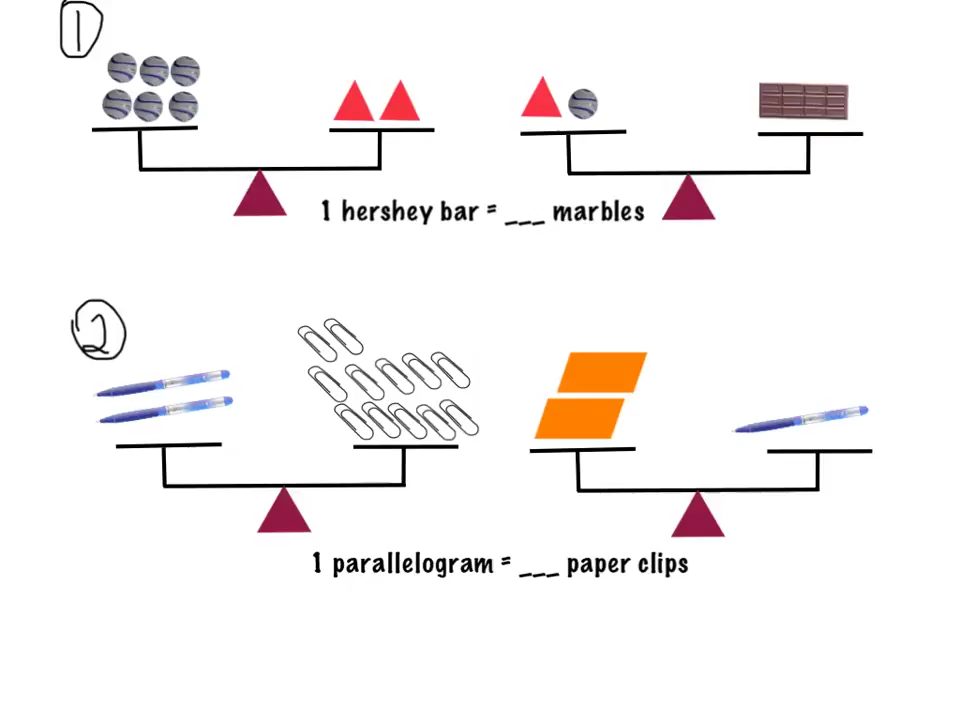 1
1 hershey bar = ___ marbles
2
1 parallelogram = ___ paper clips